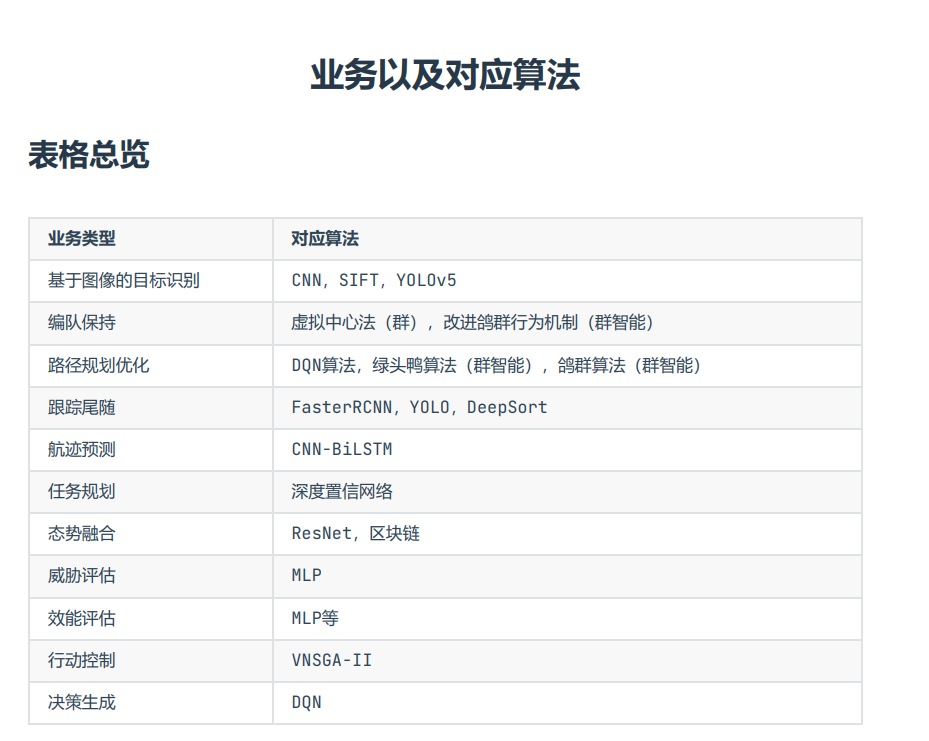 业务以及对应算法
表格总览
业务类型 对应算法
基于图像的目标识别 CNN, SIFT, YOLOv5
编队保持 虚拟中心法（群）, 改进鸽群行为机制（群智能）
路径规划优化 DQN算法, 绿头鸭算法（群智能）, 鸽群算法（群智能）
跟踪尾随 FasterRCNN, YOLO, DeepSort
航迹预测 CNN-BiLSTM
任务规划 深度置信网络
态势融合 ResNet, 区块链
威胁评估 MLP
效能评估 MLP等
行动控制 VNSGA-II
决策生成 DQN